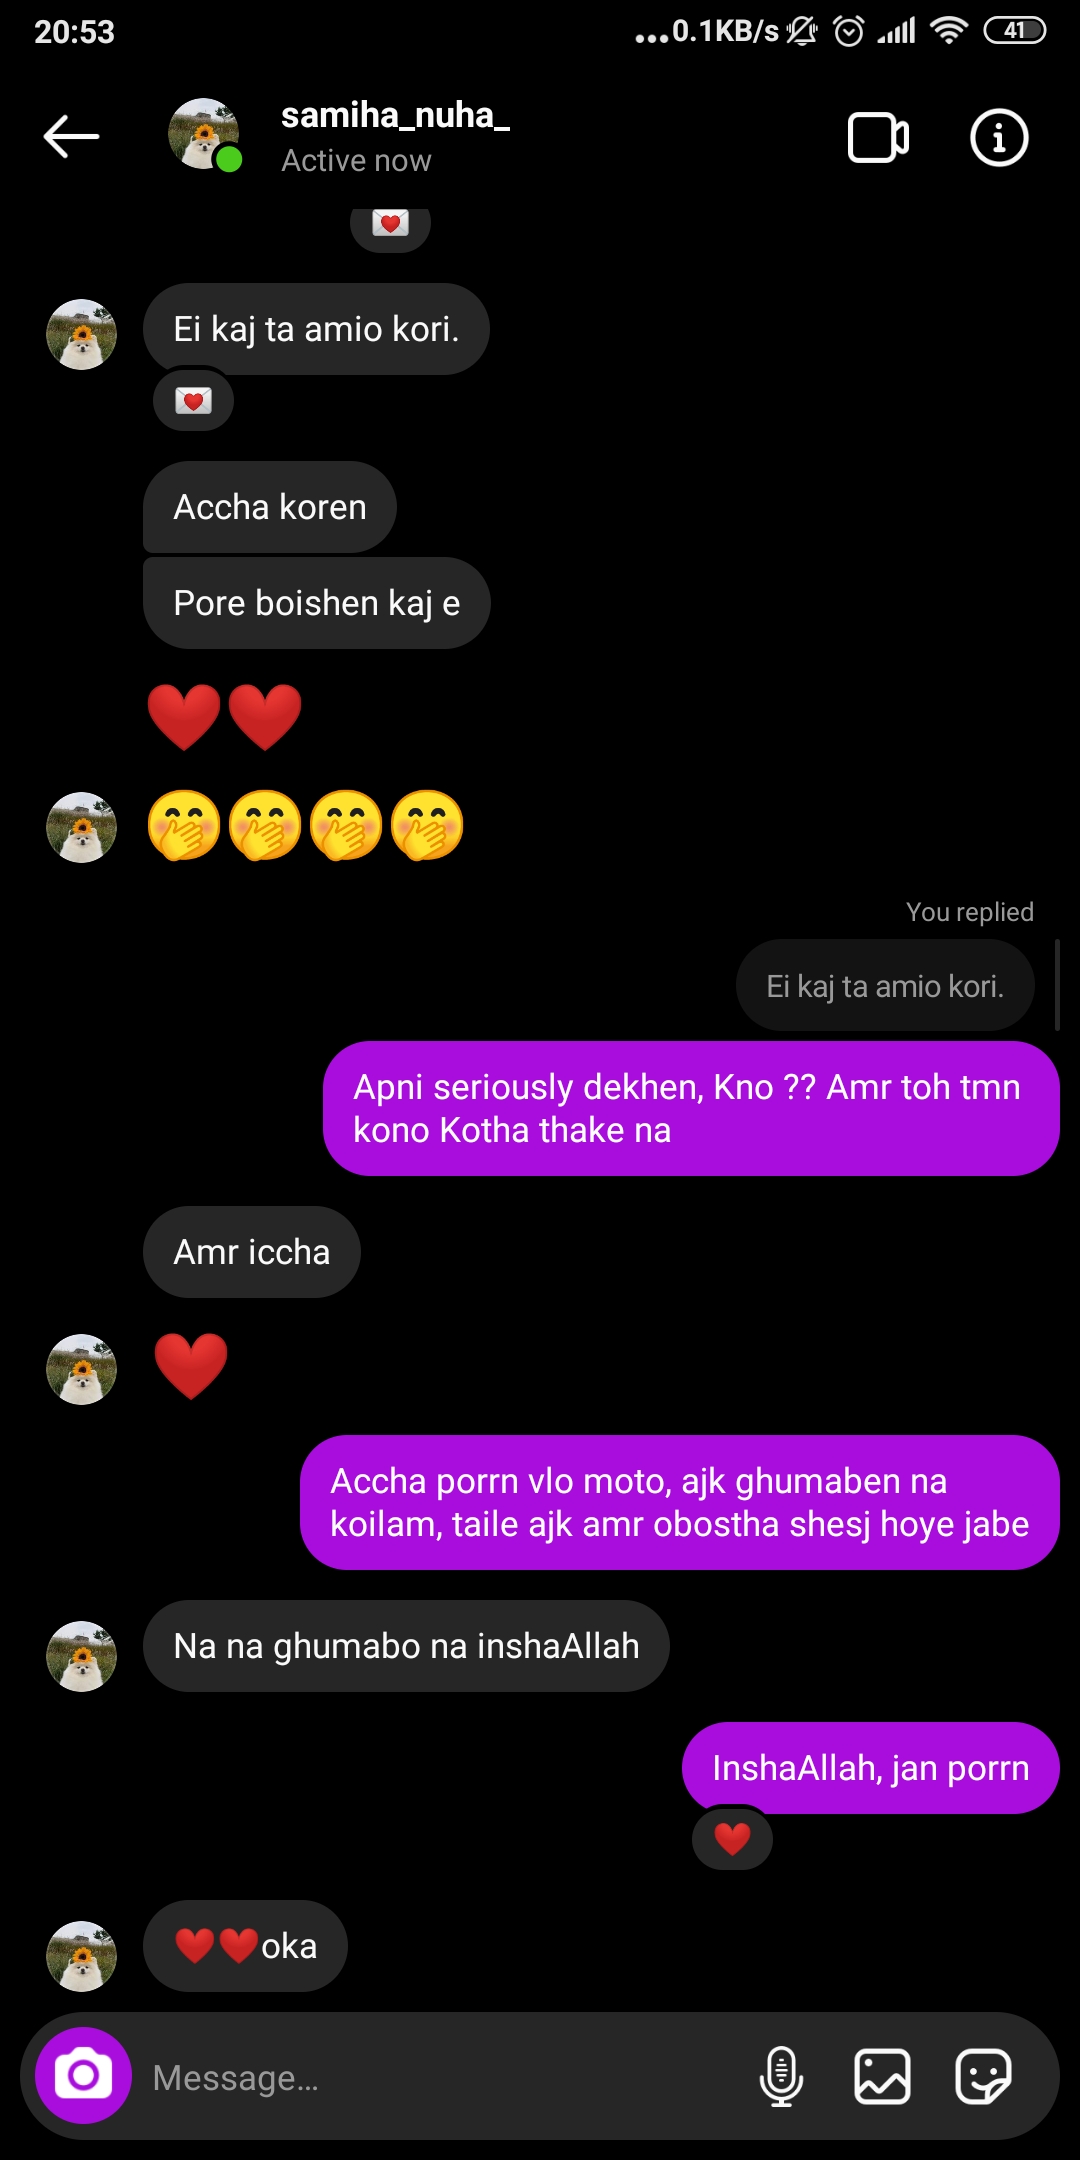 20:53
...0.1KB/s
41
samiha_nuha_
Active now
Ei kaj ta amio kori.
Accha koren
Pore boishen kaj e
❤️❤️
🤭🤭🤭🤭
You replied
Ei kaj ta amio kori.
Apni seriously dekhen, Kno ?? Amr toh tmn
kono Kotha thake na
Amr iccha
❤️
Accha porrn vlo moto, ajk ghumaben na
koilam, taile ajk amr obostha shesj hoye jabe
Na na ghumabo na inshaAllah
InshaAllah, jan porrn
❤️❤️oka
Message...